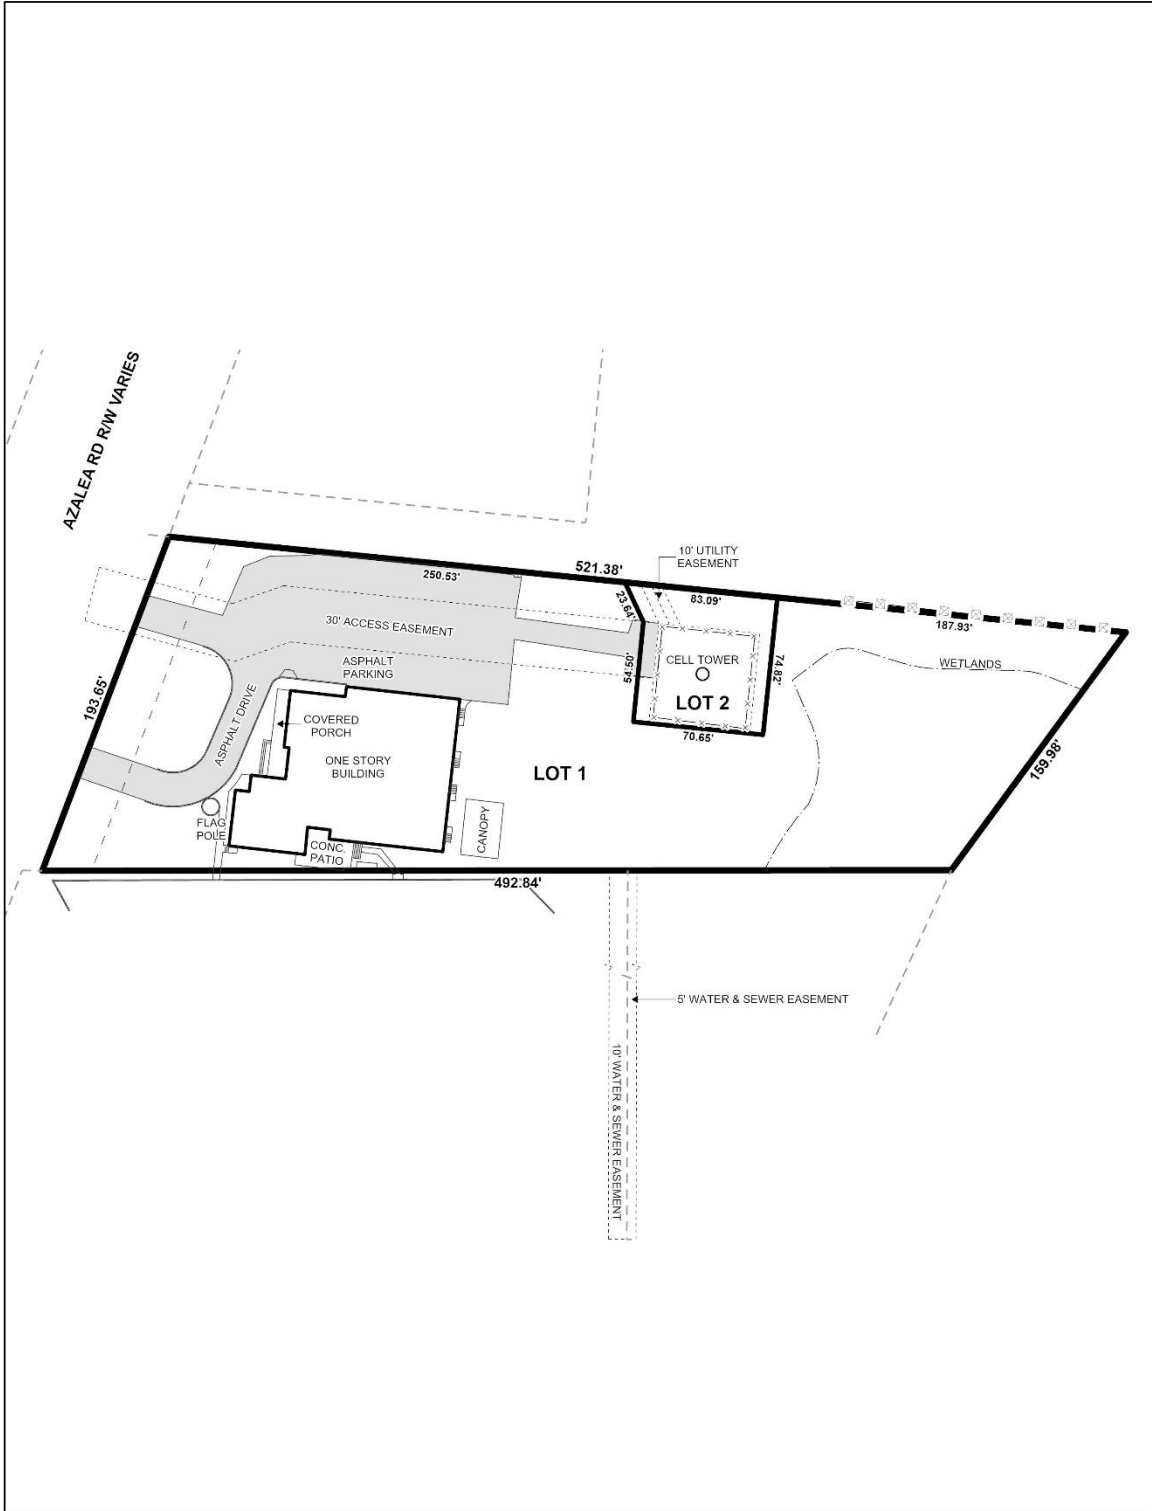 AZALEA RD R/W VARIES
10' UTILITY
EASEMENT
521.38'
250.53'
23.64'
83.09'
187.93'
30' ACCESS EASEMENT
ASPHALT
PARKING
54.50'
CELL TOWER
LOT 2
74.82'
70.65'
WETLANDS
193.65'
ASPHALT DRIVE
COVERED
PORCH
ONE STORY
BUILDING
LOT 1
159.98'
FLAG
POLE
CONC.
PATIO
CANOPY
492.84'
5' WATER & SEWER EASEMENT
10' WATER & SEWER EASEMENT